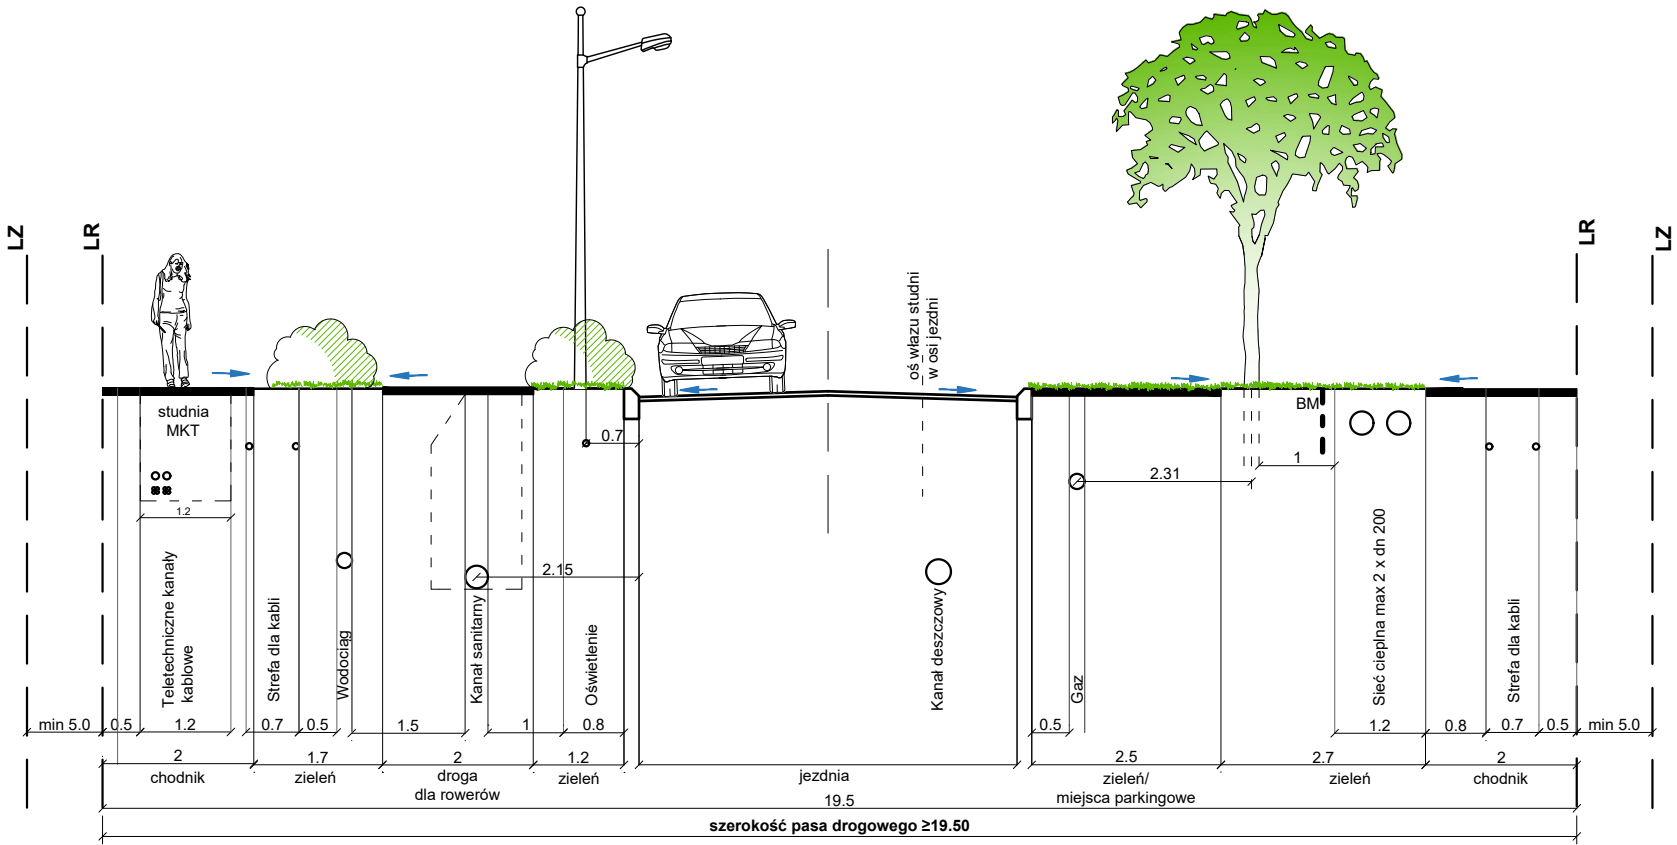 LZ
LR
LR
LZ
oś włazu studni
w osi jezdni
studnia
MKT
BM
0.7
1
2.31
1.2
2.15
Teletechniczne kanały
kablowe
Strefa dla kabli
Wodociąg
Kanał sanitarny
Oświetlenie
Kanał deszczowy
Gaz
Sieć cieplna max 2 x dn 200
Strefa dla kabli
min 5.0
0.5
1.2
0.7
0.5
1.5
1
0.8
0.5
1.2
0.8
0.7
0.5
min 5.0
2
1.7
2
1.2
2.5
2.7
2
chodnik
zieleń
droga
dla rowerów
zieleń
jezdnia
zieleń/
miejsca parkingowe
zieleń
chodnik
19.5
szerokość pasa drogowego ≥19.50